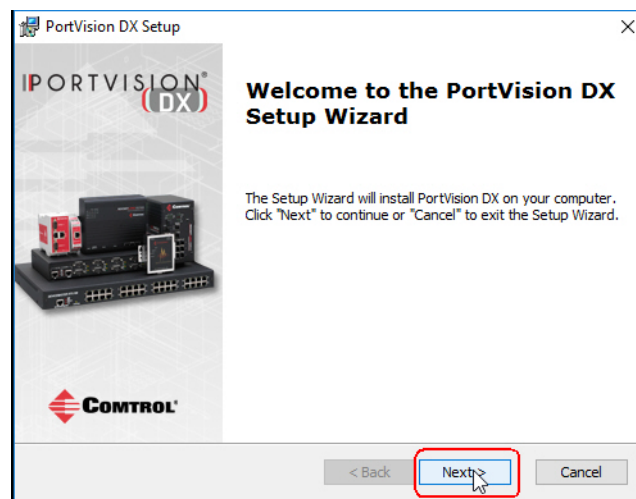 PortVision DX Setup
PORTVISION®
(DX)
Welcome to the PortVision DX
Setup Wizard
The Setup Wizard will install PortVision DX on your computer.
Click "Next" to continue or "Cancel" to exit the Setup Wizard.
COMTROL
< Back
Next >
Cancel